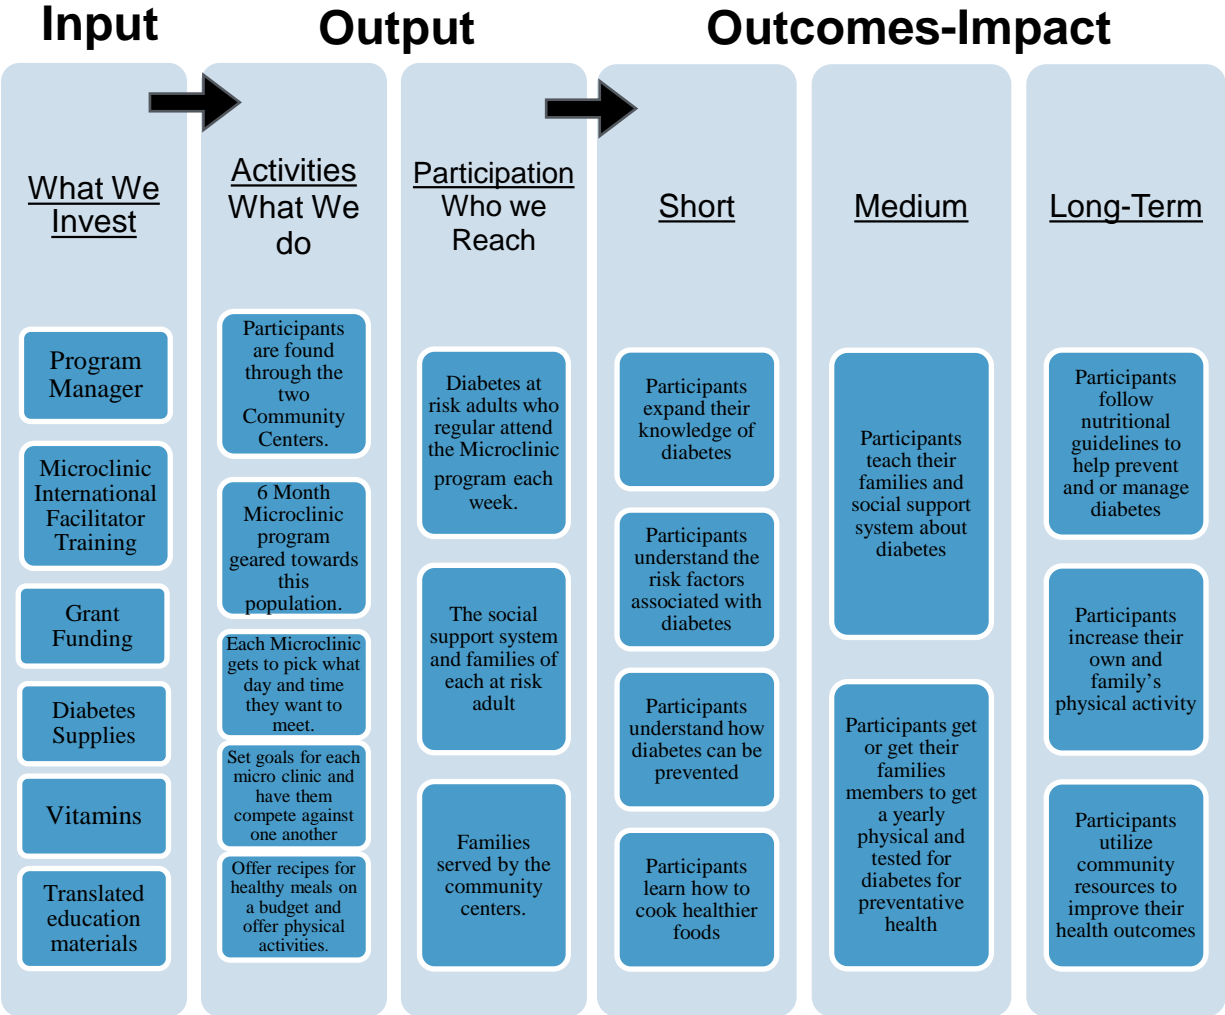 Input
Output
Outcomes-Impact
What We
Invest
Program
Manager
Microclinic
International
Facilitator
Training
Grant
Funding
Diabetes
Supplies
Vitamins
Translated
education
materials
Activities
What We
do
Participants
are found
through the
two
Community
Centers.
6 Month
Microclinic
program
geared towards
this
population.
Each Microclinic
gets to pick what
day and time
they want to
meet.
Set goals for each
micro clinic and
have them
compete against
one another
Offer recipes for
healthy meals on
a budget and
offer physical
activities.
Participation
Who we
Reach
Diabetes at
risk adults who
regular attend
the Microclinic
program each
week.
The social
support system
and families of
each at risk
adult
Families
served by the
community
centers.
Short
Participants
expand their
knowledge of
diabetes
Participants
understand the
risk factors
associated with
diabetes
Participants
understand how
diabetes can be
prevented
Participants
learn how to
cook healthier
foods
Medium
Participants
teach their
families and
social support
system about
diabetes
Participants get
or get their
families
members to get
a yearly
physical and
tested for
diabetes for
preventative
health
Long-Term
Participants
follow
nutritional
guidelines to
help prevent
and or manage
diabetes
Participants
increase their
own and
family’s
physical activity
Participants
utilize
community
resources to
improve their
health outcomes